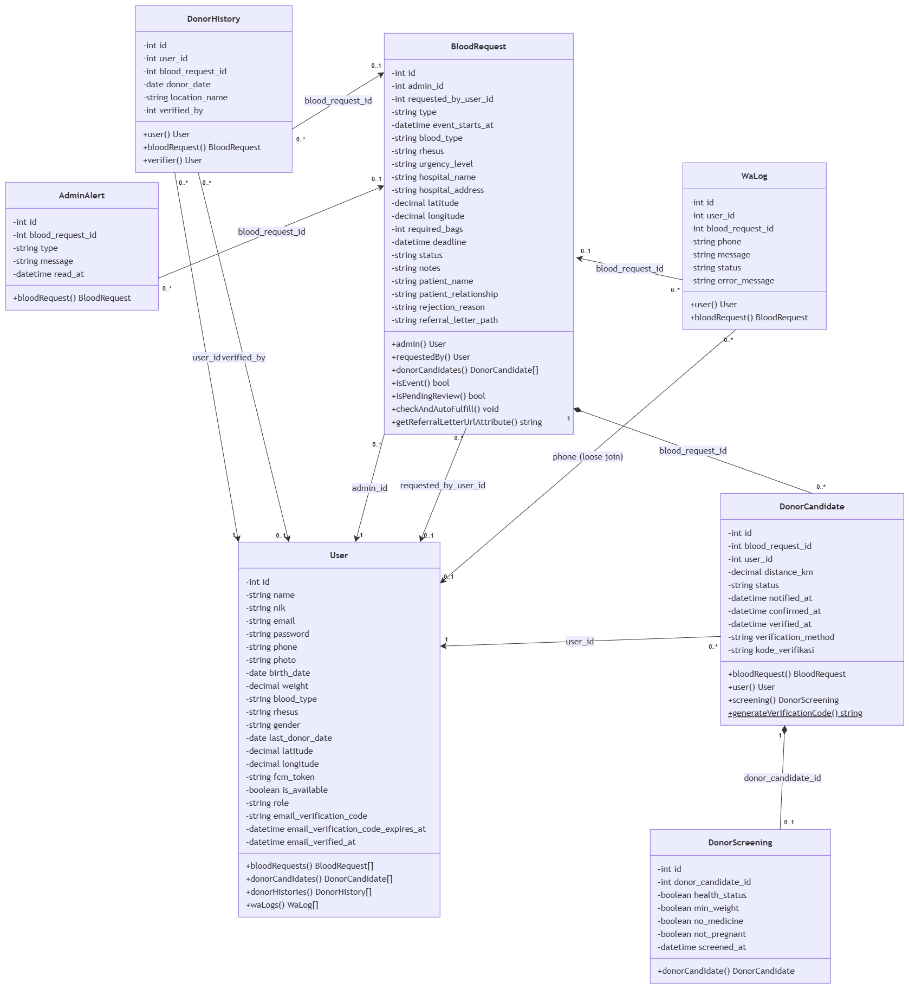 DonorHistory
-int id
-int user_id
-int blood_request_id
-date donor_date
-string location_name
-int verified_by
+user() User
+bloodRequest() BloodRequest
+verifier() User
0..*
0..*
0..*
blood_request_id
0..1
BloodRequest
-int id
-int admin_id
-int requested_by_user_id
-string type
-datetime event_starts_at
-string blood_type
-string rhesus
-string urgency_level
-string hospital_name
-string hospital_address
-decimal latitude
-decimal longitude
-int required_bags
-datetime deadline
-string status
-string notes
-string patient_name
-string patient_relationship
-string rejection_reason
-string referral_letter_path
+admin() User
+requestedBy() User
+donorCandidates() DonorCandidate[]
+isEvent() bool
+isPendingReview() bool
+checkAndAutoFulfill() void
+getReferralLetterUrlAttribute() string
AdminAlert
-int id
-int blood_request_id
-string type
-string message
-datetime read_at
+bloodRequest() BloodRequest
0..*
blood_request_id
0..1
WaLog
-int id
-int user_id
-int blood_request_id
-string phone
-string message
-string status
-string error_message
+user() User
+bloodRequest() BloodRequest
0..*
blood_request_id
0..1
0..*
phone (loose join)
0..1
user_id
verified_by
1
0..1
0..*
admin_id
1
0..*
requested_by_user_id
0..1
1
blood_request_id
0..*
User
-int id
-string name
-string nik
-string email
-string password
-string phone
-string photo
-date birth_date
-decimal weight
-string blood_type
-string rhesus
-string gender
-date last_donor_date
-decimal latitude
-decimal longitude
-string fcm_token
-boolean is_available
-string role
-string email_verification_code
-datetime email_verification_code_expires_at
-datetime email_verified_at
+bloodRequests() BloodRequest[]
+donorCandidates() DonorCandidate[]
+donorHistories() DonorHistory[]
+waLogs() WaLog[]
1
user_id
0..*
DonorCandidate
-int id
-int blood_request_id
-int user_id
-decimal distance_km
-string status
-datetime notified_at
-datetime confirmed_at
-datetime verified_at
-string verification_method
-string kode_verifikasi
+bloodRequest() BloodRequest
+user() User
+screening() DonorScreening
+generateVerificationCode() string
1
donor_candidate_id
0..1
DonorScreening
-int id
-int donor_candidate_id
-boolean health_status
-boolean min_weight
-boolean no_medicine
-boolean not_pregnant
-datetime screened_at
+donorCandidate() DonorCandidate